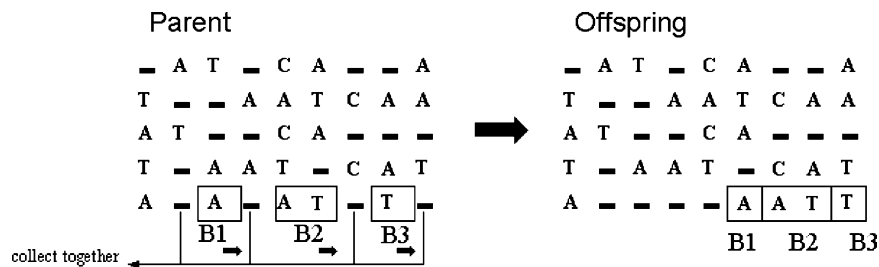 Parent Offspring
– A T – C A – – A – A T – C A – – A
T – – A A T C A A T – – A A T C A A
A T – – C A – – – A T – – C A – – –
T – A A T – C A T T – A A T – C A T
A – A – A T – T – A – – – – A A T T
B1 B2 B3 B1 B2 B3
collect together